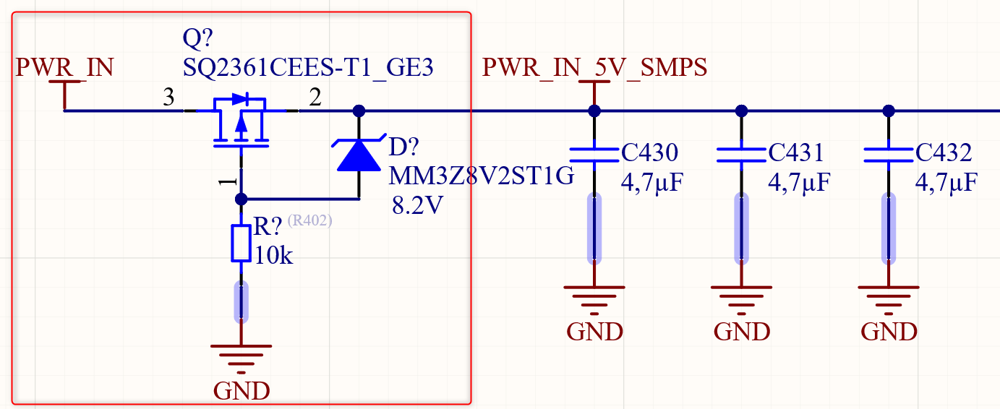 Q?
SQ2361CEES-T1_GE3
PWR_IN
PWR_IN_5V_SMPS
3
2
1
D?
MM3Z8V2ST1G
8.2V
C430
4,7µF
C431
4,7µF
C432
4,7µF
R? (R402)
10k
GND
GND
GND
GND